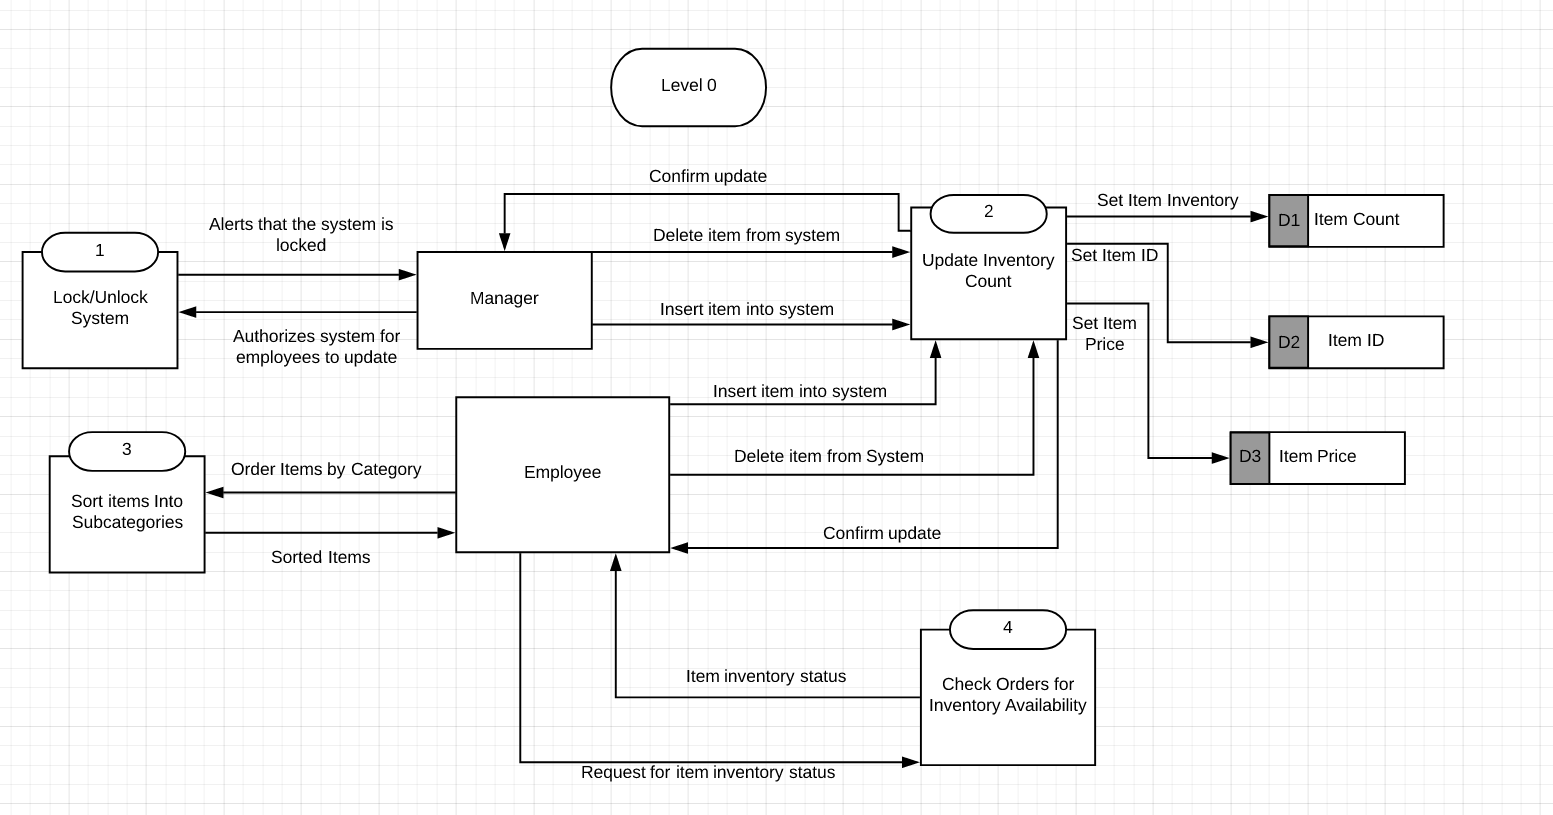 Level 0
Confirm update
Alerts that the system is
locked
Delete item from system
2
Update Inventory
Count
Set Item Inventory
D1
Item Count
1
Lock/Unlock
System
Manager
Set Item ID
Authorizes system for
employees to update
Insert item into system
Set Item
Price
D2
Item ID
Insert item into system
3
Sort items Into
Subcategories
Order Items by Category
Employee
Delete item from System
D3
Item Price
Sorted Items
Confirm update
4
Check Orders for
Inventory Availability
Item inventory status
Request for item inventory status